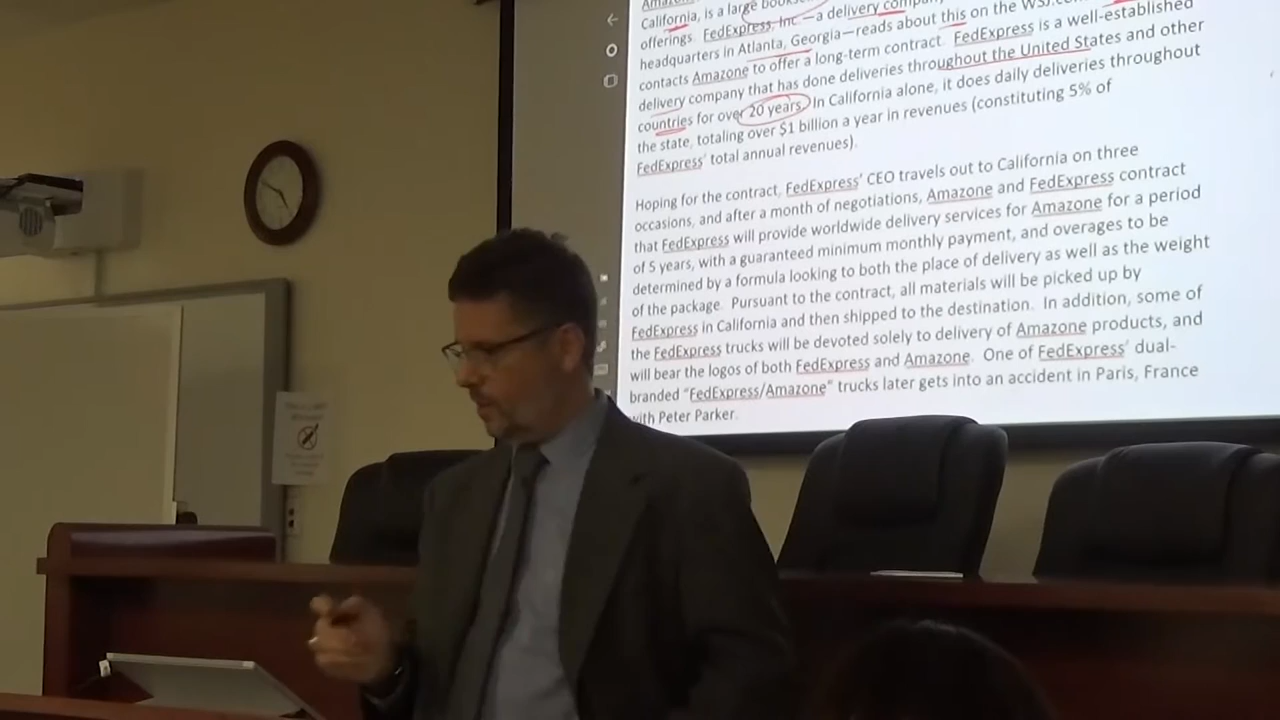 California, is a large
offerings. FedExpress, Inc.—a delivery
headquarters in Atlanta, Georgia—reads about this on the
contacts Amazone to offer a long-term contract. FedExpress is a well-established
delivery company that has done deliveries throughout the United States and other
countries for over 20 years. In California alone, it does daily deliveries throughout
the state, totaling over $1 billion a year in revenues (constituting 5% of
FedExpress' total annual revenues).
Hoping for the contract, FedExpress' CEO travels out to California on three
occasions, and after a month of negotiations, Amazone and FedExpress contract
that FedExpress will provide worldwide delivery services for Amazone for a period
of 5 years, with a guaranteed minimum monthly payment, and overages to be
determined by a formula looking to both the place of delivery as well as the weight
of the package. Pursuant to the contract, all materials will be picked up by
FedExpress in California and then shipped to the destination. In addition, some of
the FedExpress trucks will be devoted solely to delivery of Amazone products, and
will bear the logos of both FedExpress and Amazone. One of FedExpress' dual-
branded "FedExpress/Amazone" trucks later gets into an accident in Paris, France
with Peter Parker.